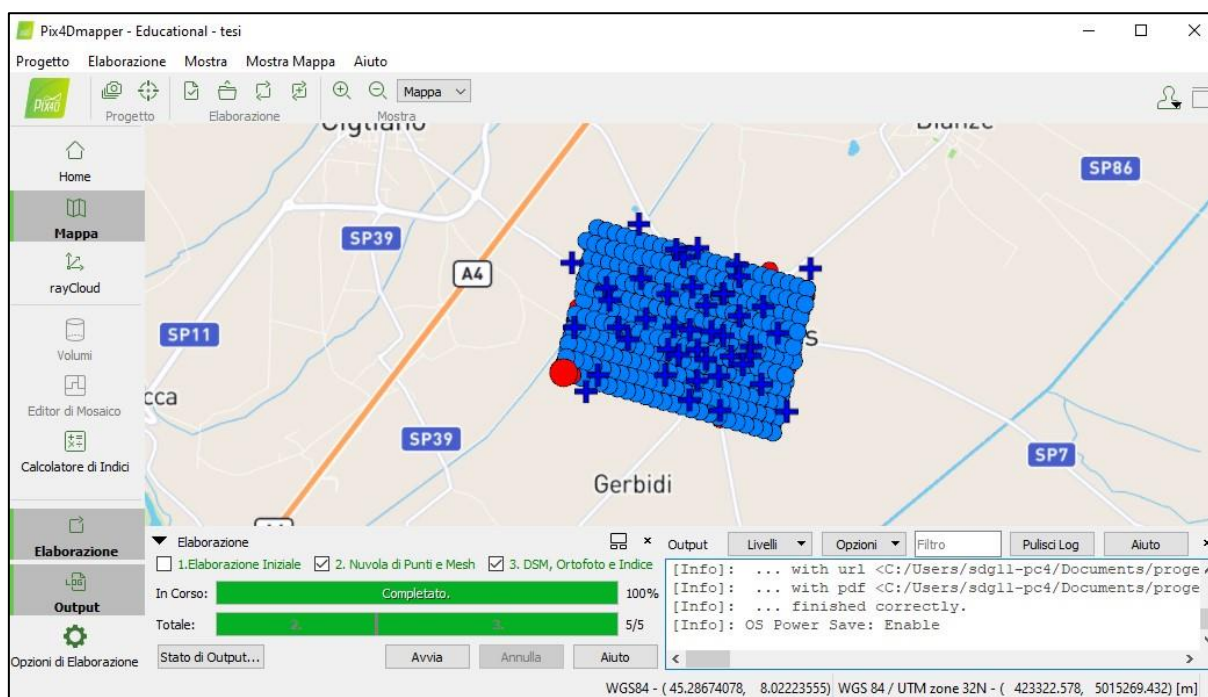 Pix4Dmapper - Educational - tesi
Progetto Elaborazione Mostra Mostra Mappa Aiuto
Pix4D
Mappa
Progetto Elaborazione Mostra
Home
Mappa
rayCloud
Volumi
Editor di Mosaico
Calcolatore di Indici
Elaborazione
Output
Opzioni di Elaborazione
Cigliano
SP86
SP39
A4
SP11
s
cca
SP39
SP7
Gerbidi
Elaborazione
1.Elaborazione Iniziale 2. Nuvola di Punti e Mesh 3. DSM, Ortofoto e Indice
In Corso: Completato. 100%
Totale: 2. 3. 5/5
Stato di Output... Avvia Annulla Aiuto
Output Livelli Opzioni Filtro Pulisci Log Aiuto
[Info]: ... with url <C:/Users/sdg11-pc4/Documents/proge
[Info]: ... with pdf <C:/Users/sdg11-pc4/Documents/proge
[Info]: ... finished correctly.
[Info]: OS Power Save: Enable
WGS84 - ( 45.28674078, 8.02223555) WGS 84 / UTM zone 32N - ( 423322.578, 5015269.432) [m]